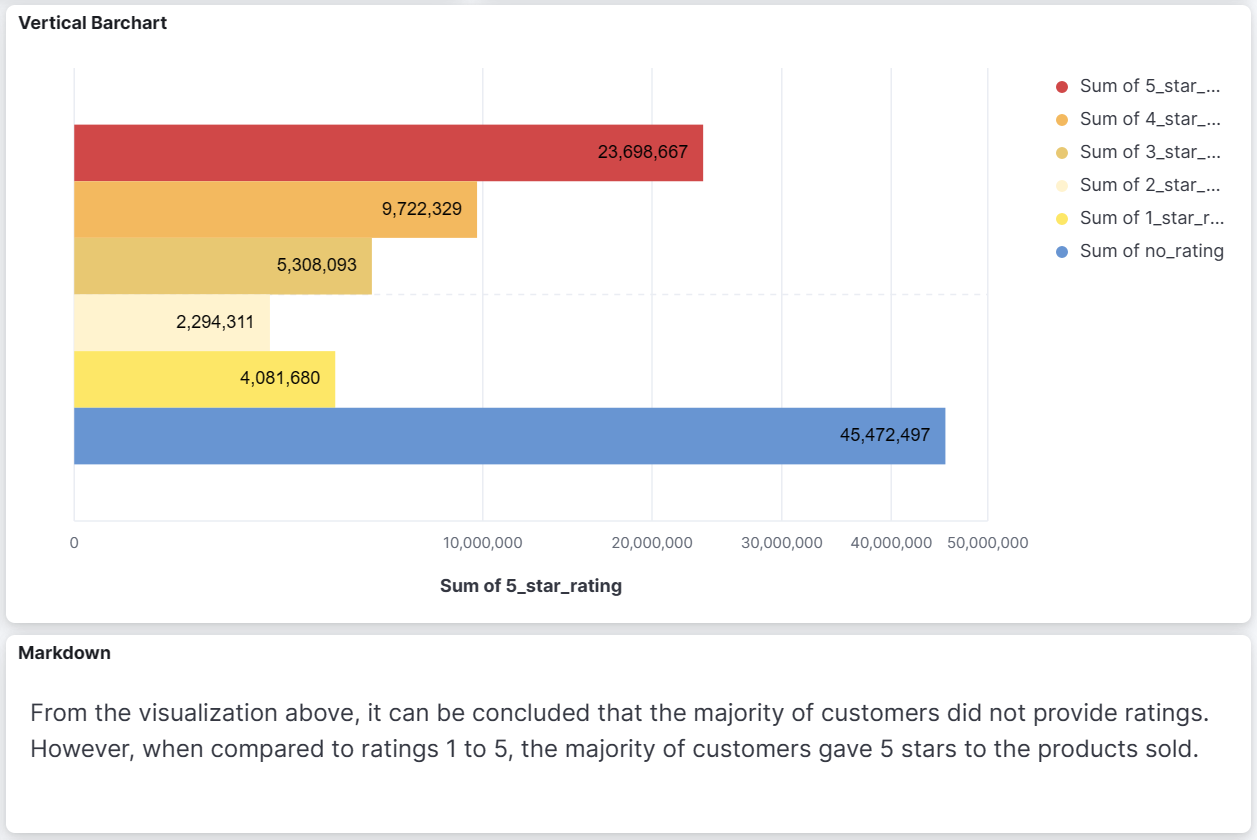 Vertical Barchart
23,698,667
9,722,329
5,308,093
2,294,311
4,081,680
45,472,497
0
10,000,000
20,000,000
30,000,000
40,000,000
50,000,000
Sum of 5_star_rating
Sum of 5_star_...
Sum of 4_star_...
Sum of 3_star_...
Sum of 2_star_...
Sum of 1_star_r...
Sum of no_rating
Markdown
From the visualization above, it can be concluded that the majority of customers did not provide ratings.
However, when compared to ratings 1 to 5, the majority of customers gave 5 stars to the products sold.